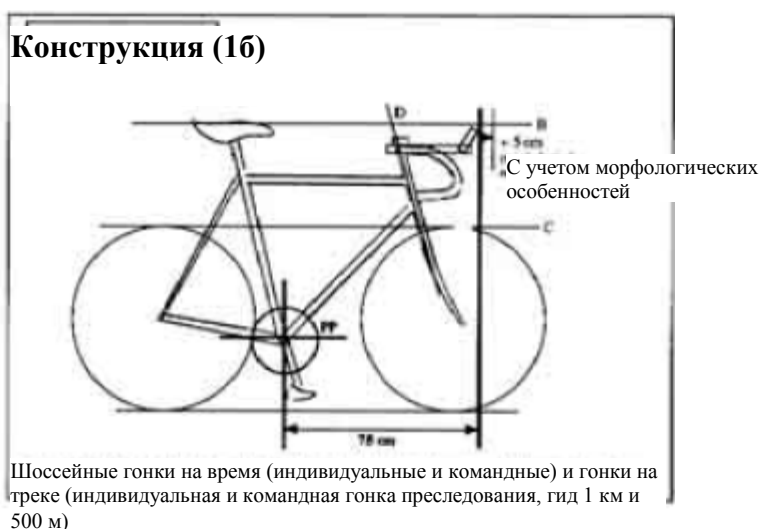 Конструкция (1б)
D
B
+ 5 cm
С учетом морфологических
особенностей
C
PP
75 cm
Шоссейные гонки на время (индивидуальные и командные) и гонки на
треке (индивидуальная и командная гонка преследования, гид 1 км и
500 м)